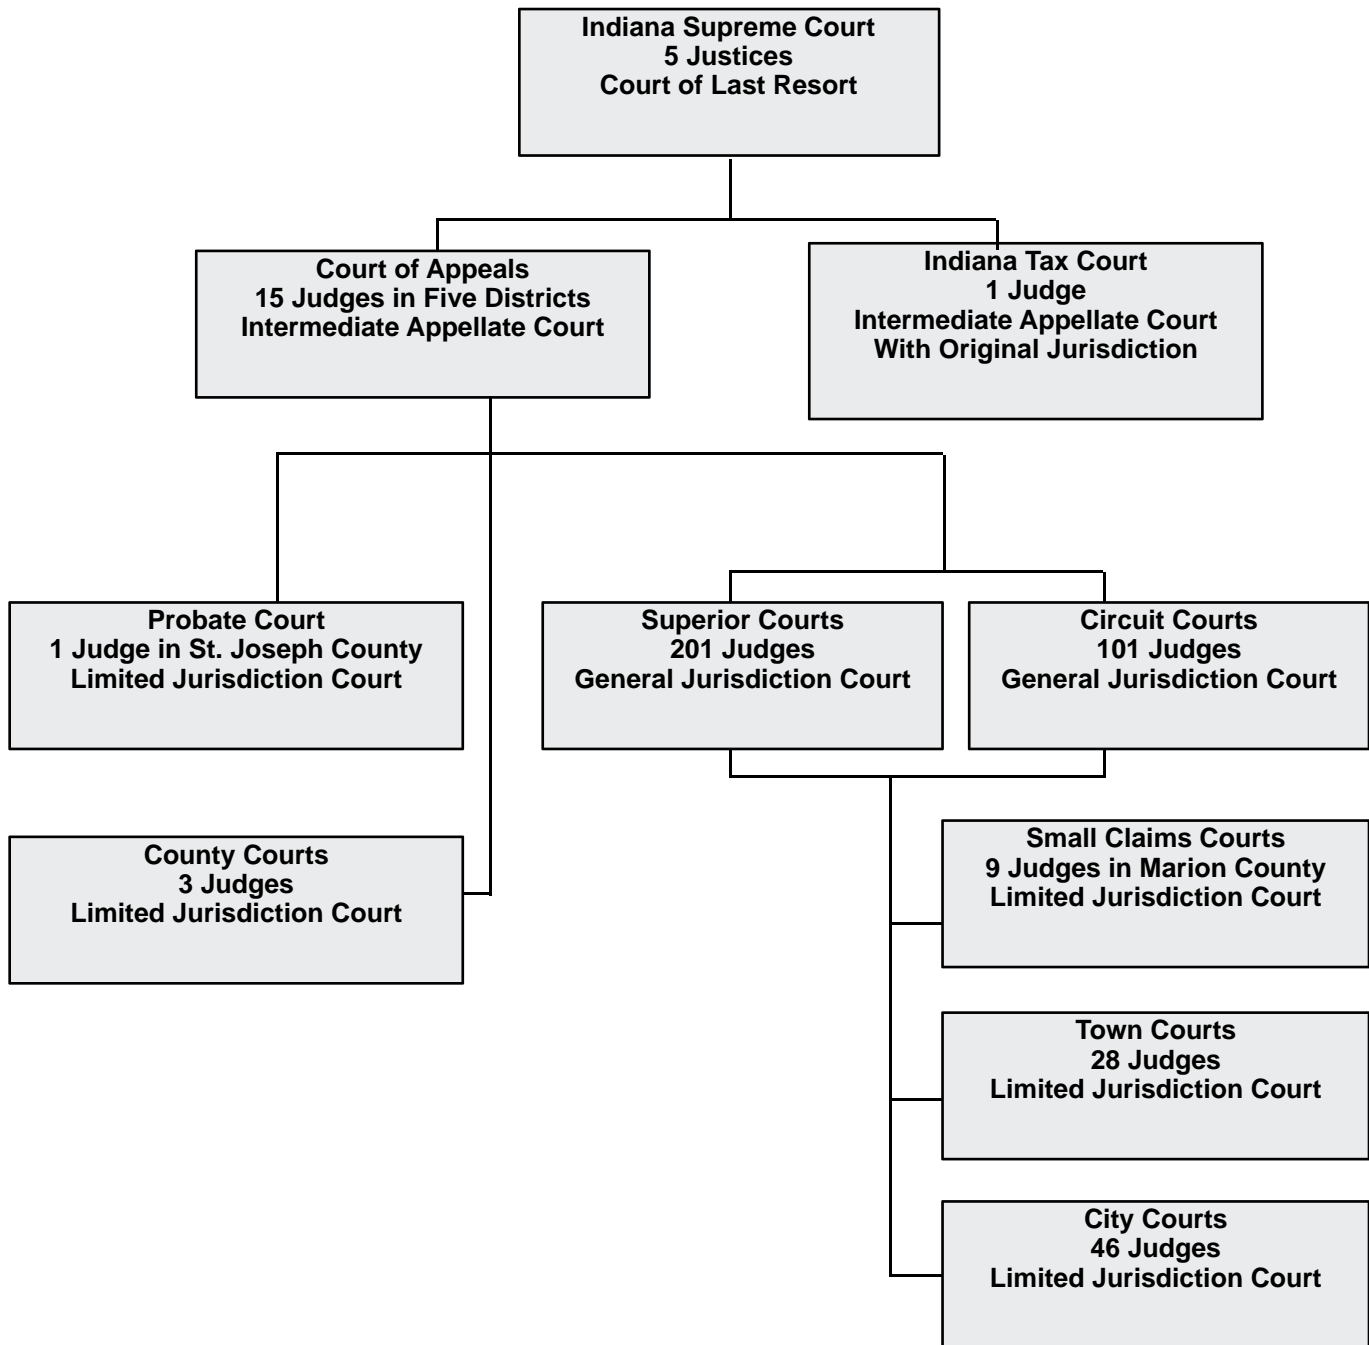 Indiana Supreme Court
5 Justices
Court of Last Resort
Court of Appeals
15 Judges in Five Districts
Intermediate Appellate Court
Indiana Tax Court
1 Judge
Intermediate Appellate Court
With Original Jurisdiction
Probate Court
1 Judge in St. Joseph County
Limited Jurisdiction Court
Superior Courts
201 Judges
General Jurisdiction Court
Circuit Courts
101 Judges
General Jurisdiction Court
County Courts
3 Judges
Limited Jurisdiction Court
Small Claims Courts
9 Judges in Marion County
Limited Jurisdiction Court
Town Courts
28 Judges
Limited Jurisdiction Court
City Courts
46 Judges
Limited Jurisdiction Court